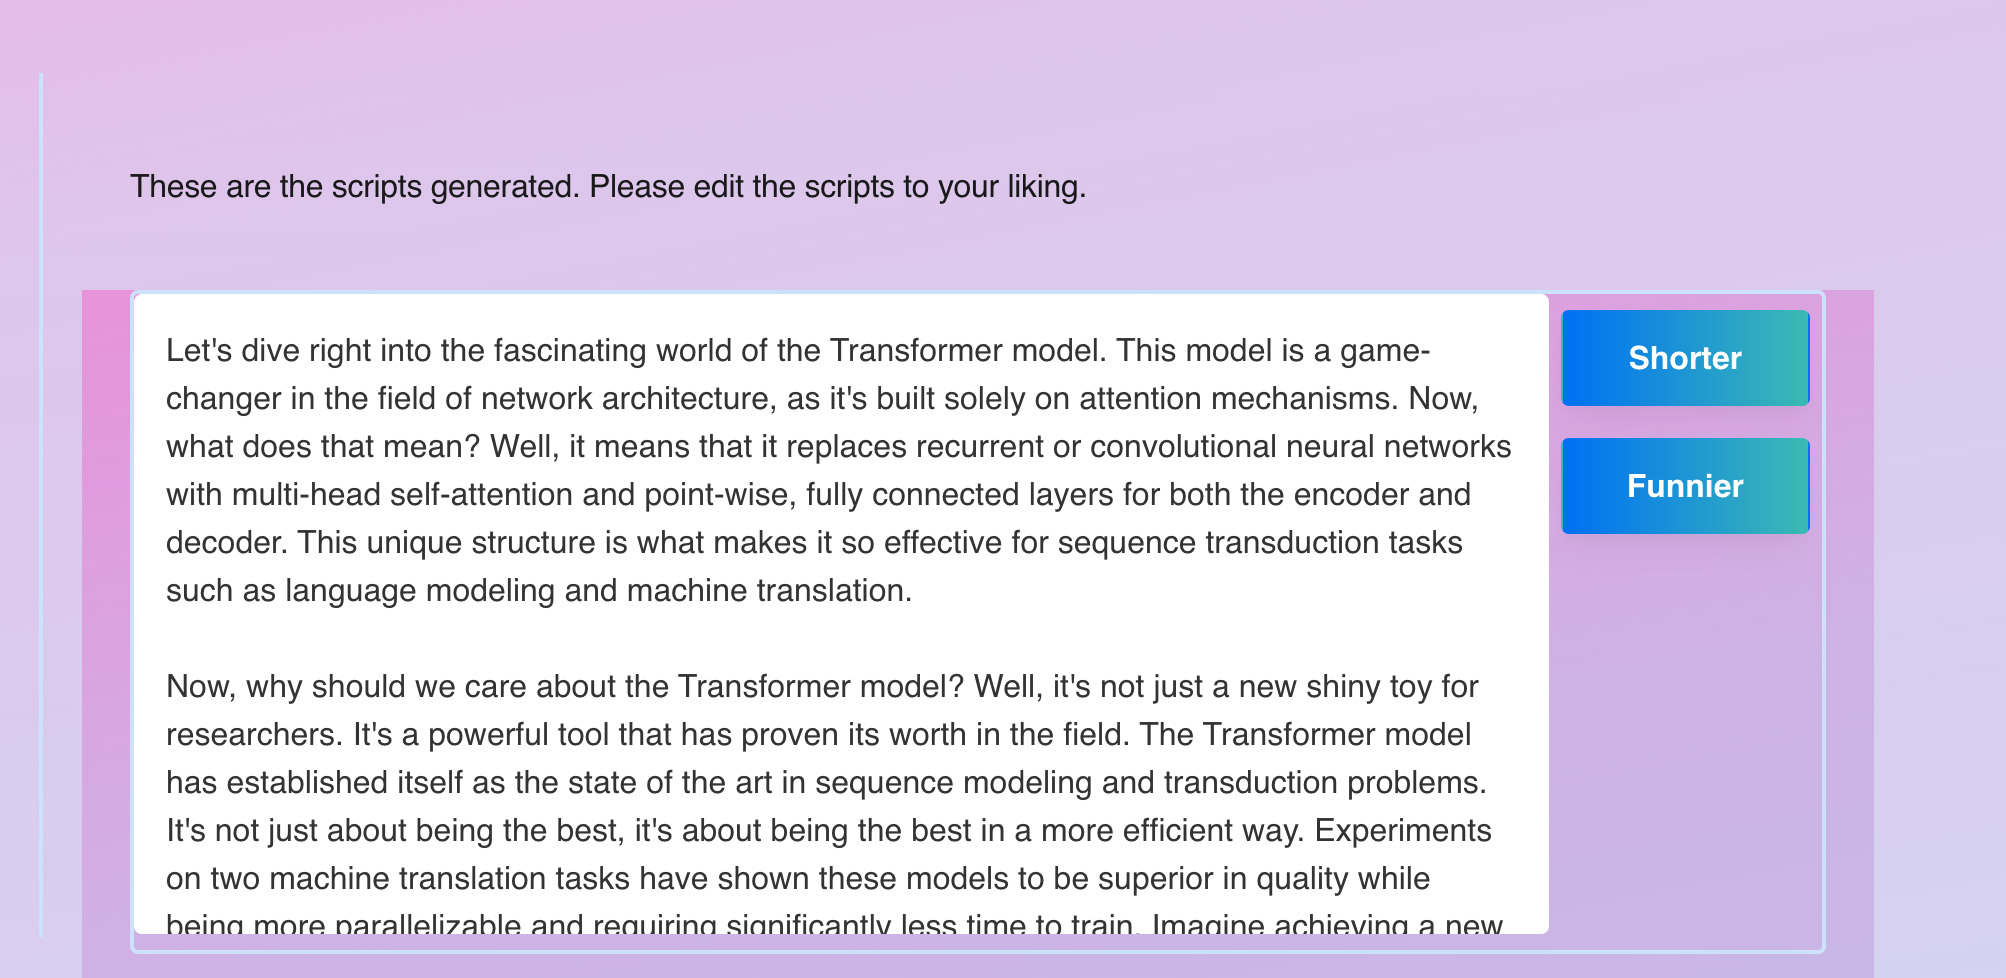 These are the scripts generated. Please edit the scripts to your liking.
Let's dive right into the fascinating world of the Transformer model. This model is a game-
changer in the field of network architecture, as it's built solely on attention mechanisms. Now,
what does that mean? Well, it means that it replaces recurrent or convolutional neural networks
with multi-head self-attention and point-wise, fully connected layers for both the encoder and
decoder. This unique structure is what makes it so effective for sequence transduction tasks
such as language modeling and machine translation.
Now, why should we care about the Transformer model? Well, it's not just a new shiny toy for
researchers. It's a powerful tool that has proven its worth in the field. The Transformer model
has established itself as the state of the art in sequence modeling and transduction problems.
It's not just about being the best, it's about being the best in a more efficient way. Experiments
on two machine translation tasks have shown these models to be superior in quality while
being more parallelizable and requiring significantly less time to train. Imagine achieving a new
Shorter
Funnier